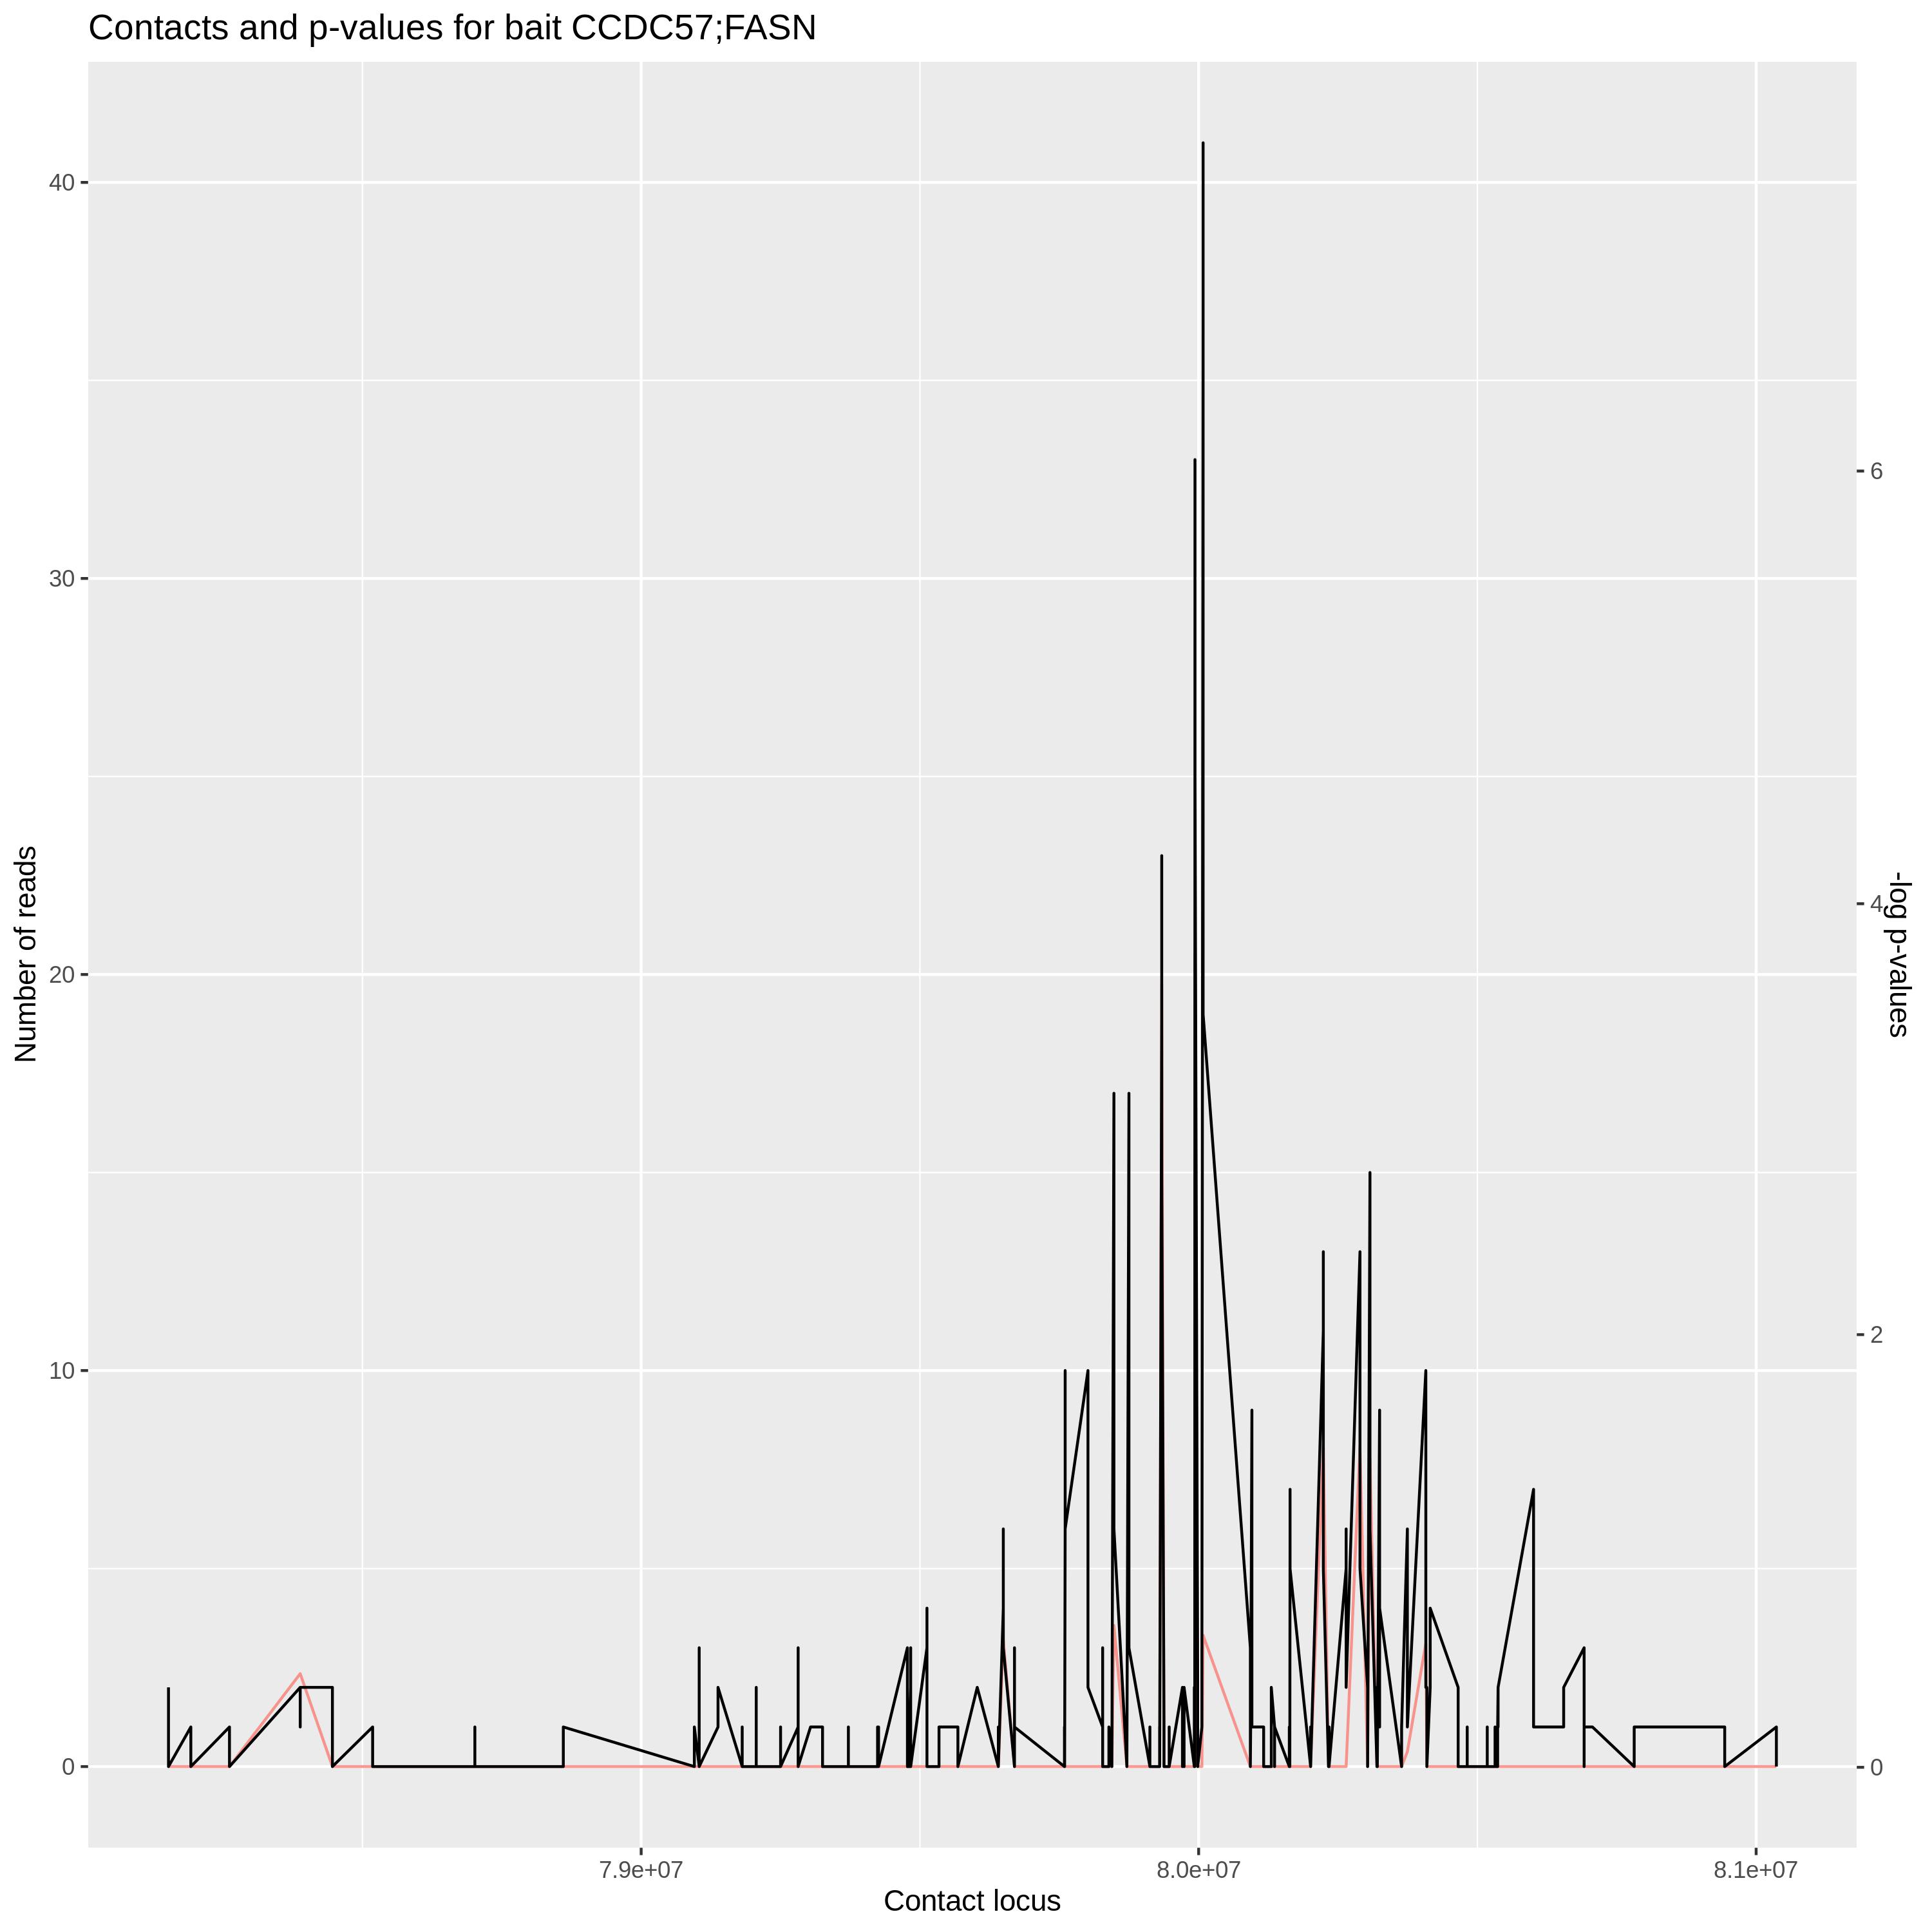 Contacts and p-values for bait CCDC57;FASN
Number of reads
40
30
20
10
0
6
4
2
0
-log p-values
7.9e+07
8.0e+07
8.1e+07
Contact locus